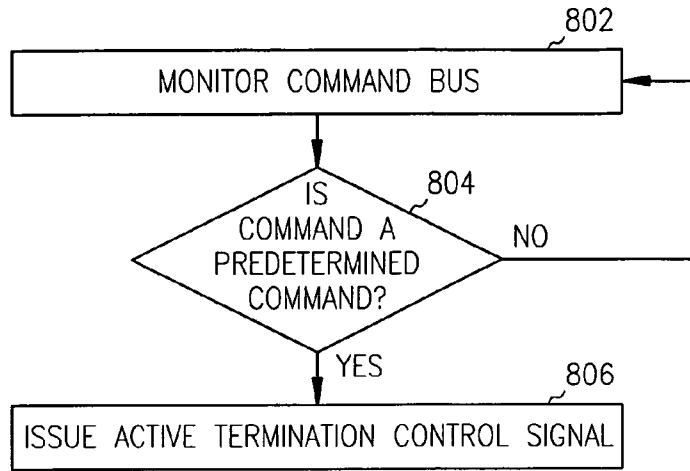 802
MONITOR COMMAND BUS
804
IS
COMMAND A
PREDETERMINED
COMMAND?
NO
YES
806
ISSUE ACTIVE TERMINATION CONTROL SIGNAL